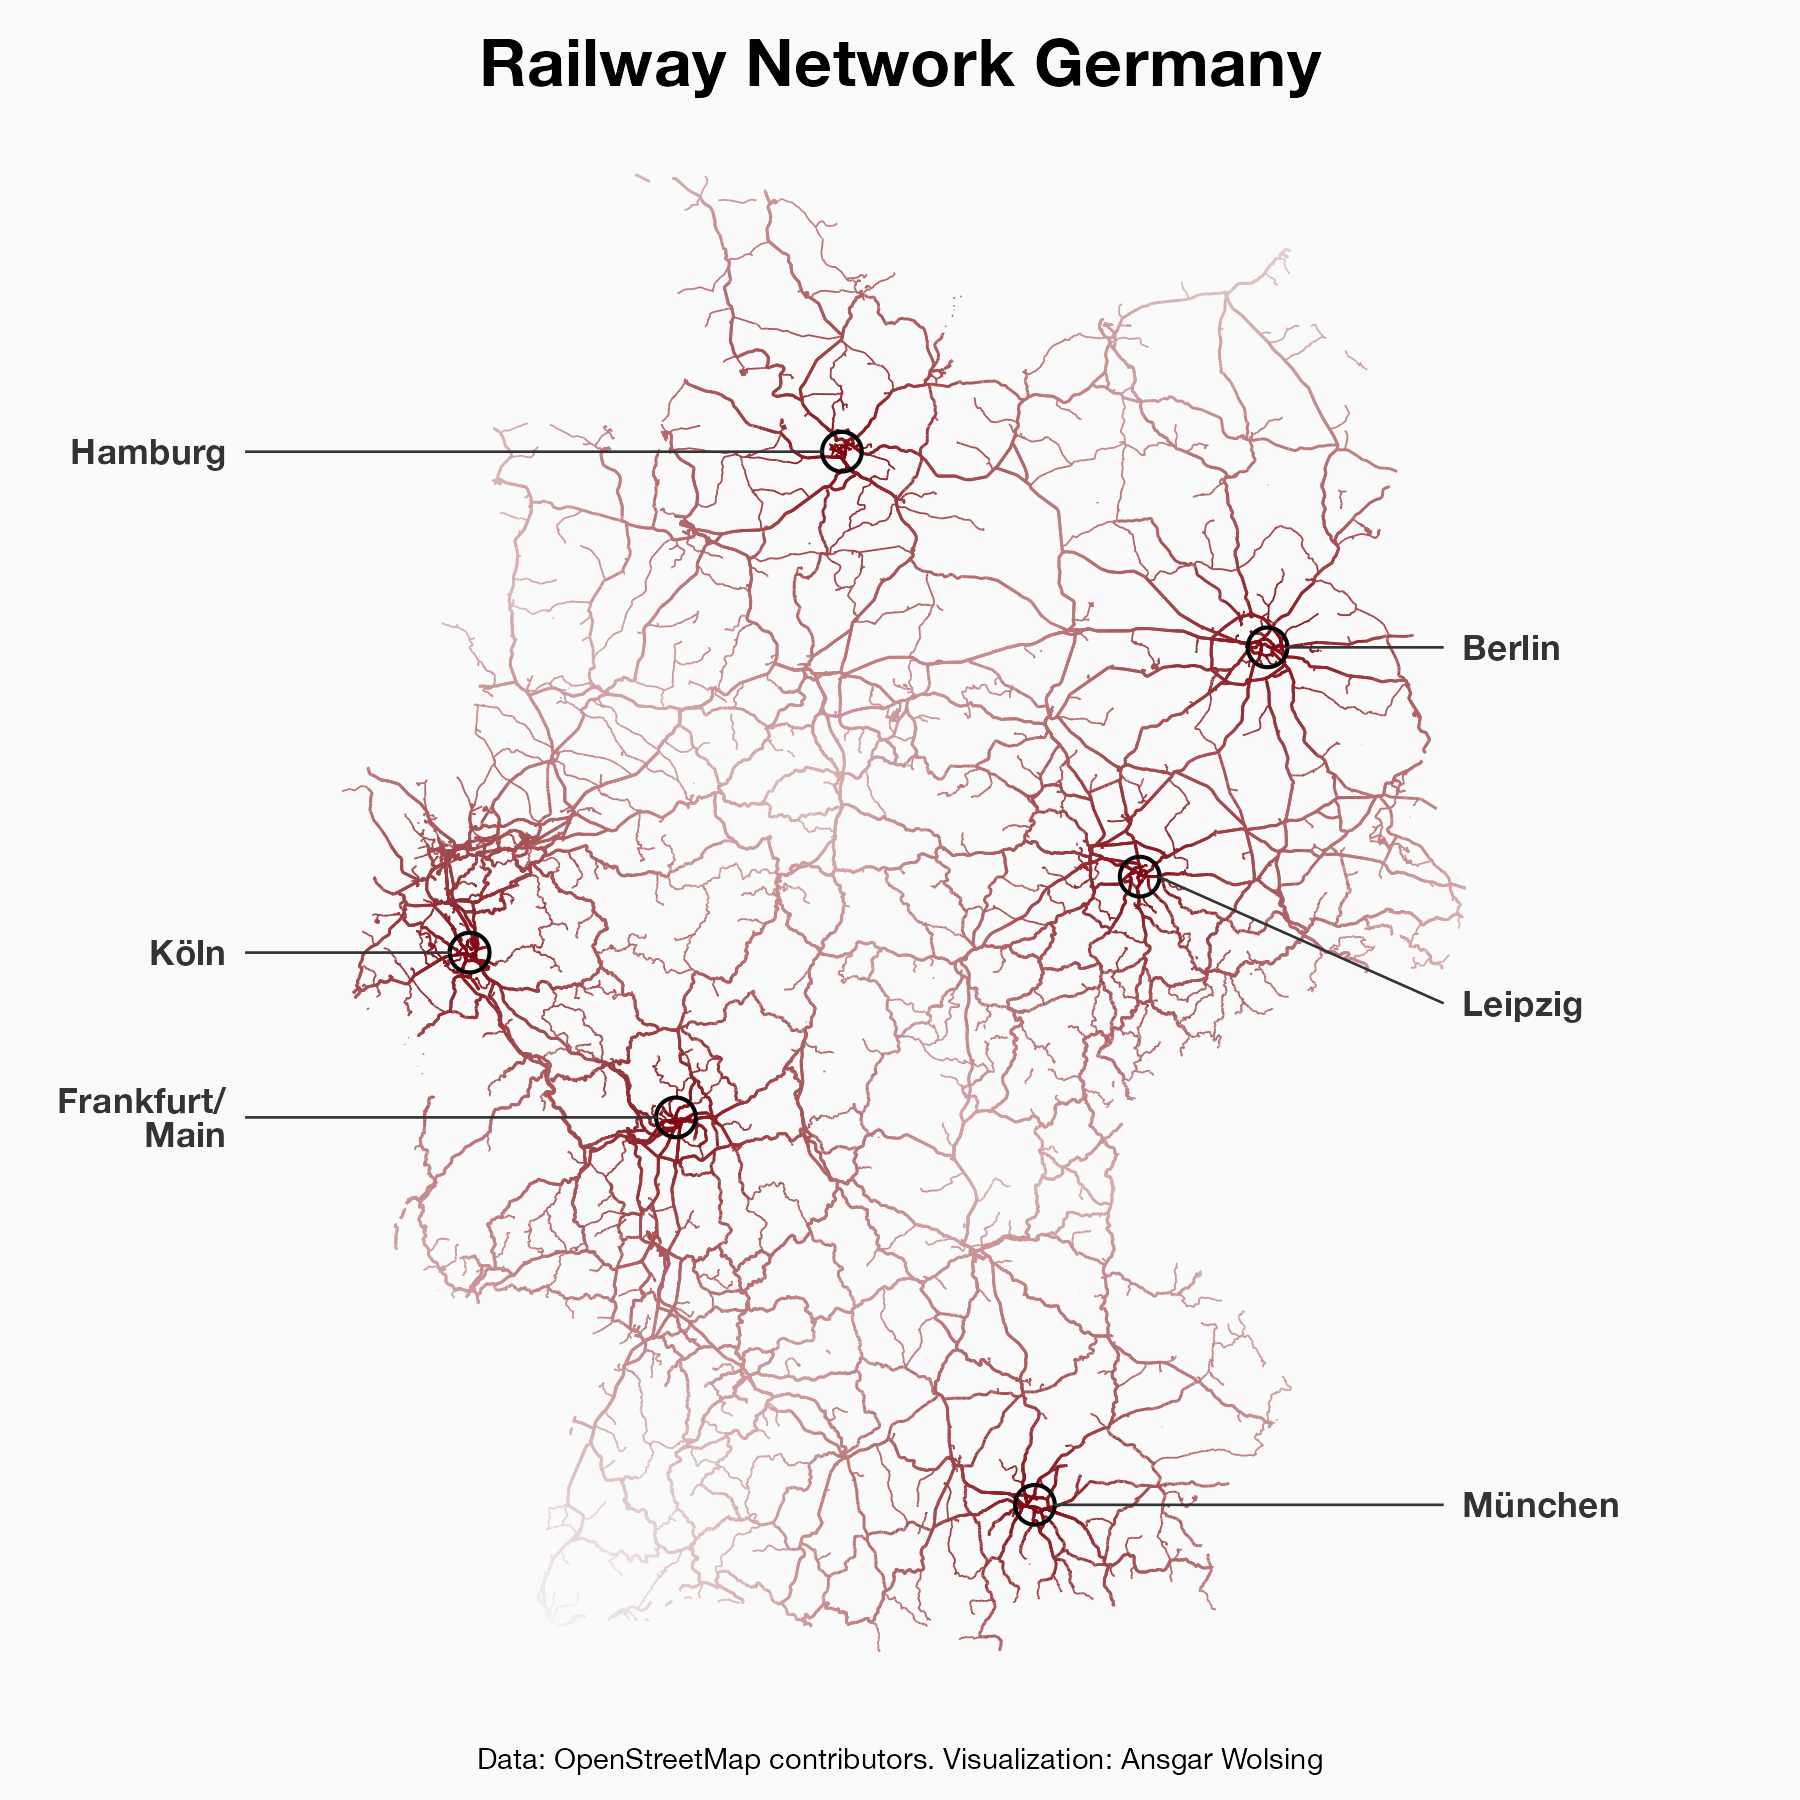 Railway Network Germany
Hamburg
Berlin
Köln
Leipzig
Frankfurt/
Main
München
Data: OpenStreetMap contributors. Visualization: Ansgar Wolsing